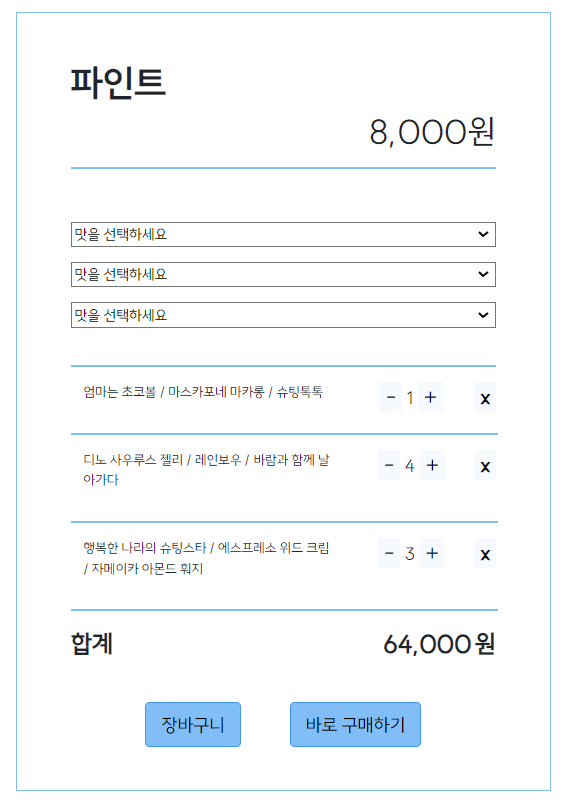 파인트
8,000원
맛을 선택하세요
맛을 선택하세요
맛을 선택하세요
엄마는 초코볼 / 마스카포네 마카롱 / 슈팅톡톡 - 1 + x
디노 사우루스 젤리 / 레인보우 / 바람과 함께 날 - 4 + x
아가다
행복한 나라의 슈팅스타 / 에스프레소 위드 크림 - 3 + x
/ 자메이카 아몬드 훠지
합계 64,000원
장바구니 바로 구매하기